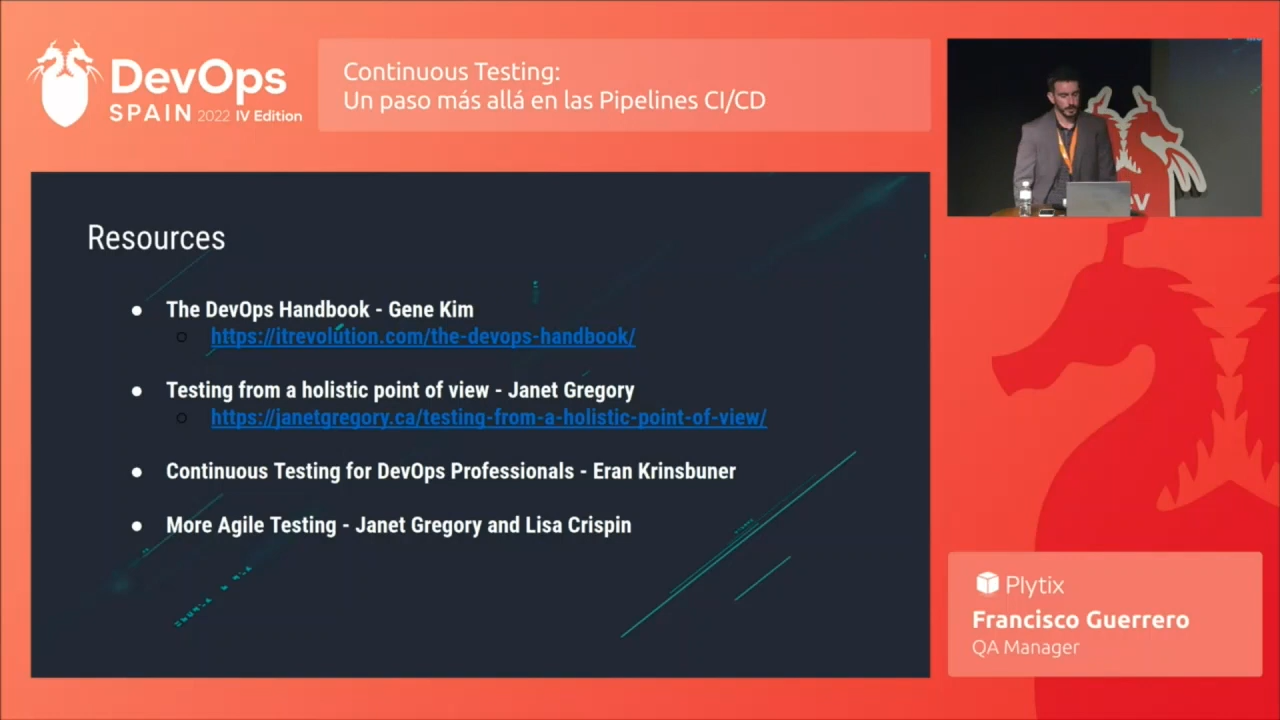 DevOps
SPAIN 2022 IV Edition
Continuous Testing:
Un paso más allá en las Pipelines CI/CD
Resources
The DevOps Handbook - Gene Kim
https://itrevolution.com/the-devops-handbook/
Testing from a holistic point of view - Janet Gregory
https://janetgregory.ca/testing-from-a-holistic-point-of-view/
Continuous Testing for DevOps Professionals - Eran Krinsbuner
More Agile Testing - Janet Gregory and Lisa Crispin
ev
Plytix
Francisco Guerrero
QA Manager